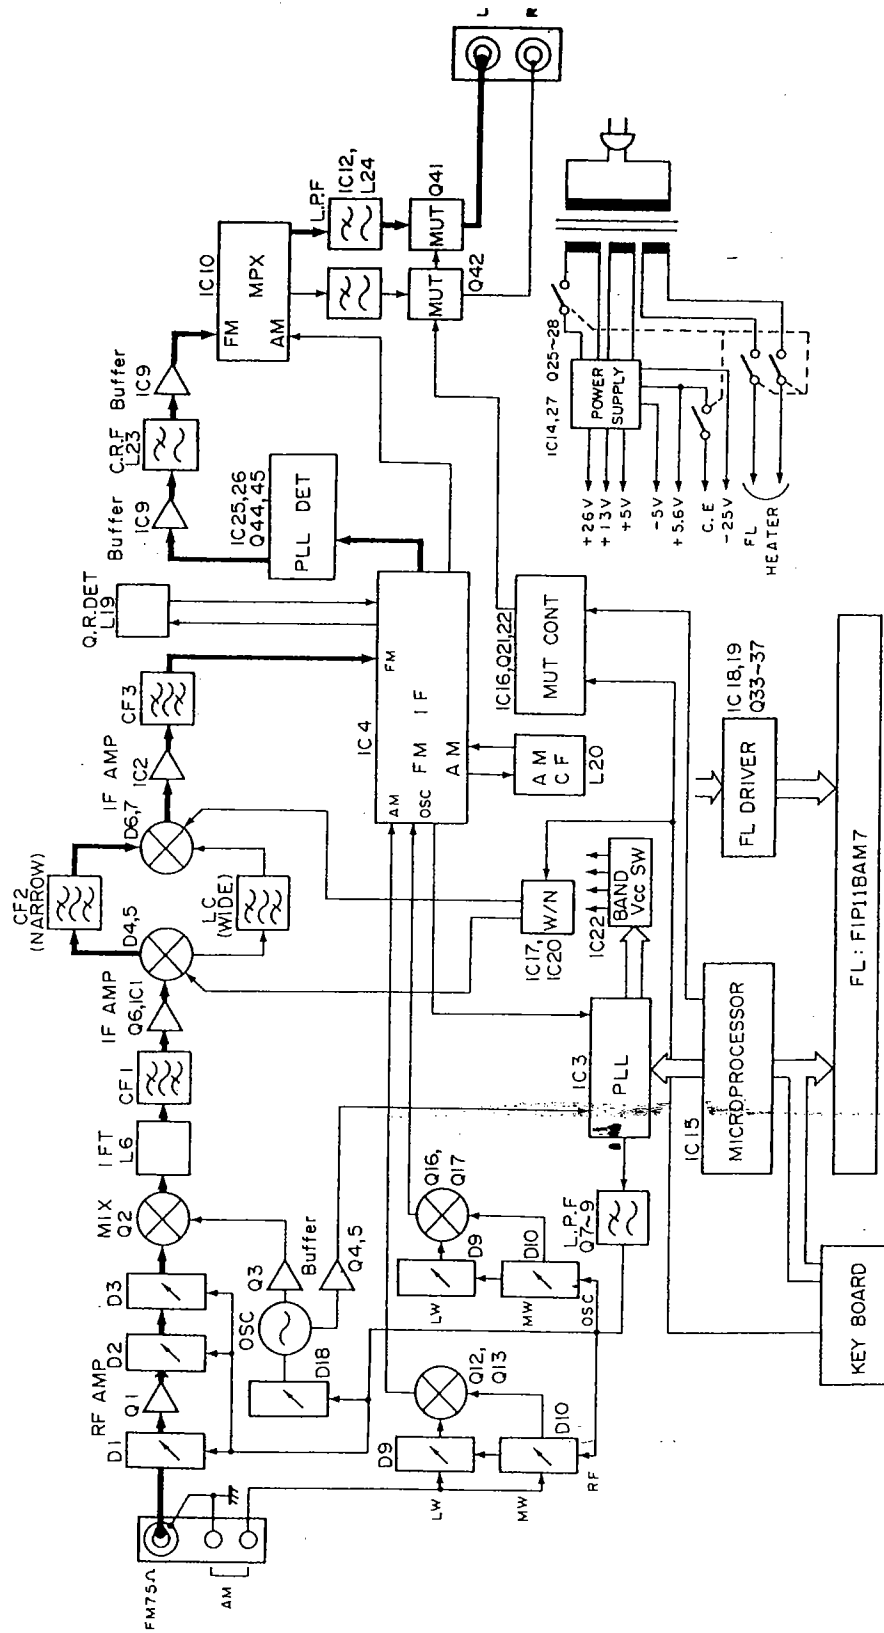 FM75Ω
AM
D1
RF AMP
Q1
D2
D3
MIX
Q2
IFT
L6
CF1
IF AMP
Q6,IC1
D4,5
CF2
(NARROW)
LC
(WIDE)
D6,7
IF AMP
IC2
CF3
Q.R.DET
L19
Buffer
IC9
C.R.F
L23
Buffer
IC9
IC10
FM
MPX
AM
L.P.F
IC12,
L24
MUT
Q41
MUT
Q42
L
R
IC25,26
Q44,45
PLL DET
D18
OSC
Q3
Buffer
Q4,5
IC4
FM
AM
OSC
FM IF
AM
AM
CF
L20
IC16,Q21,22
MUT CONT
IC17,
IC20
W/N
IC22
BAND
Vcc SW
LW
D9
MW
D10
RF
Q12,
Q13
LW
D9
MW
D10
OSC
Q16,
Q17
L.P.F
Q7~9
IC3
PLL
IC15
MICROPROCESSOR
KEY BOARD
IC18,19
Q33~37
FL DRIVER
FL: FIP11BAM7
IC14,27 Q25~28
POWER
SUPPLY
+26V
+13V
+5V
-5V
+5.6V
C.E
-25V
FL
HEATER